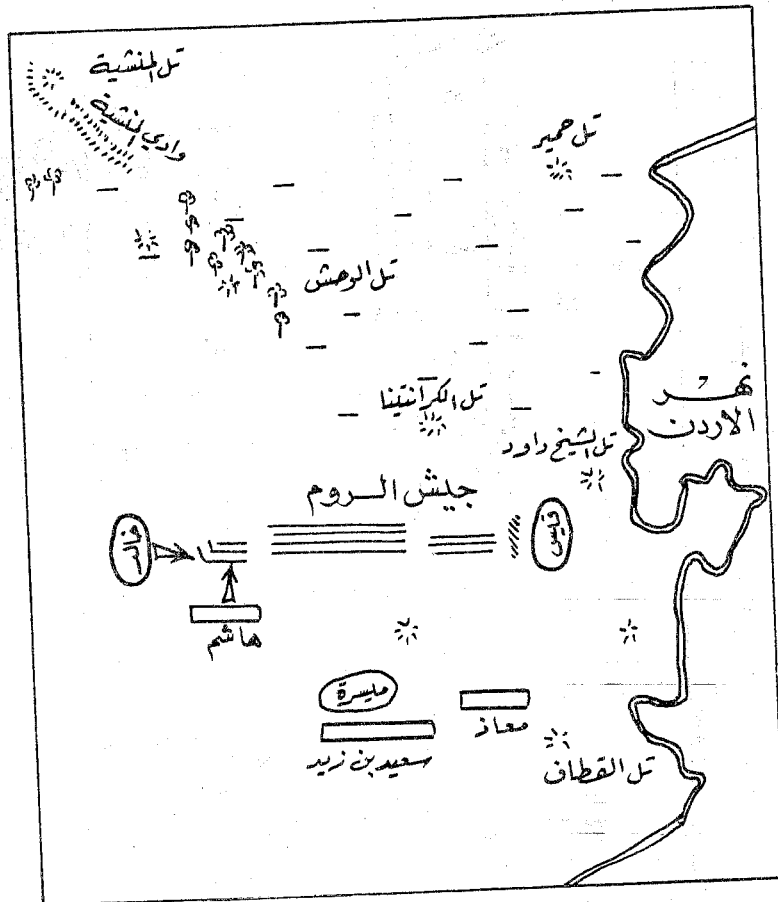 تل المنشية
وادي المنشية
تل حمير
تل الوحش
نهر
الاردن
تل الكرانتينا
تل الشيخ داود
جيش الروم
قيس
خالد
هاشم
ميسرة
معاذ
سعيد بن زيد
تل القطاف